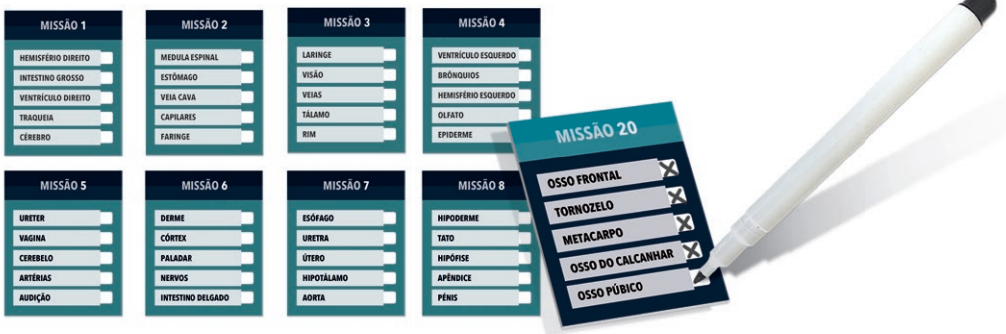 MISSÃO 1
HEMISFÉRIO DIREITO
INTESTINO GROSSO
VENTRÍCULO DIREITO
TRAQUEIA
CÉREBRO
MISSÃO 2
MEDULA ESPINAL
ESTÔMAGO
VEIA CAVA
CAPILARES
FARINGE
MISSÃO 3
LARINGE
VISÃO
VEIAS
TÁLAMO
RIM
MISSÃO 4
VENTRÍCULO ESQUERDO
BRÔNQUIOS
HEMISFÉRIO ESQUERDO
OLFATO
EPIDERME
MISSÃO 5
URETER
VAGINA
CEREBELO
ARTÉRIAS
AUDIÇÃO
MISSÃO 6
DERME
CÓRTEX
PALADAR
NERVOS
INTESTINO DELGADO
MISSÃO 7
ESÓFAGO
URETRA
ÚTERO
HIPOTÁLAMO
AORTA
MISSÃO 8
HIPODERME
TATO
HIPÓFISE
APÊNDICE
PÉNIS
MISSÃO 20
OSSO FRONTAL
TORNOZELO
METACARPO
OSSO DO CALCANHAR
OSSO PÚBICO